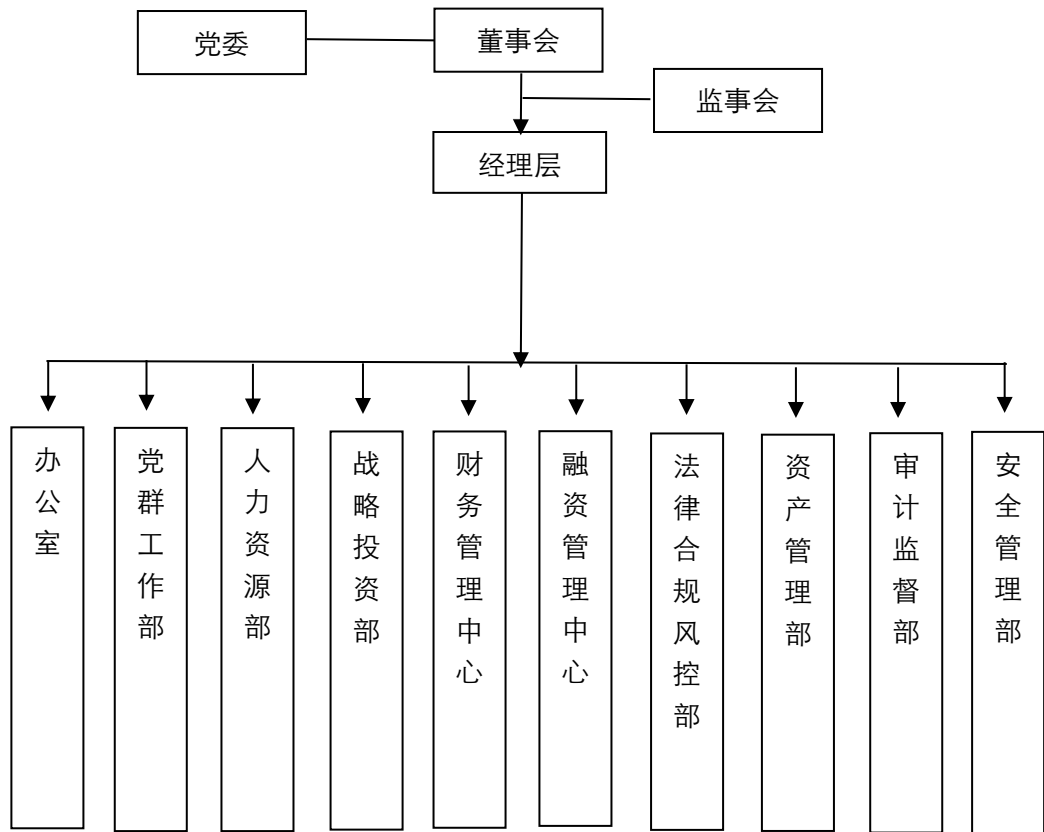 党委
董事会
监事会
经理层
办公室
党群工作部
人力资源部
战略投资部
财务管理中心
融资管理中心
法律合规风控部
资产管理部
审计监督部
安全管理部